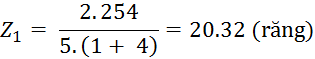 Z₁ = 2.254 / 5.(1 + 4) = 20.32 (răng)